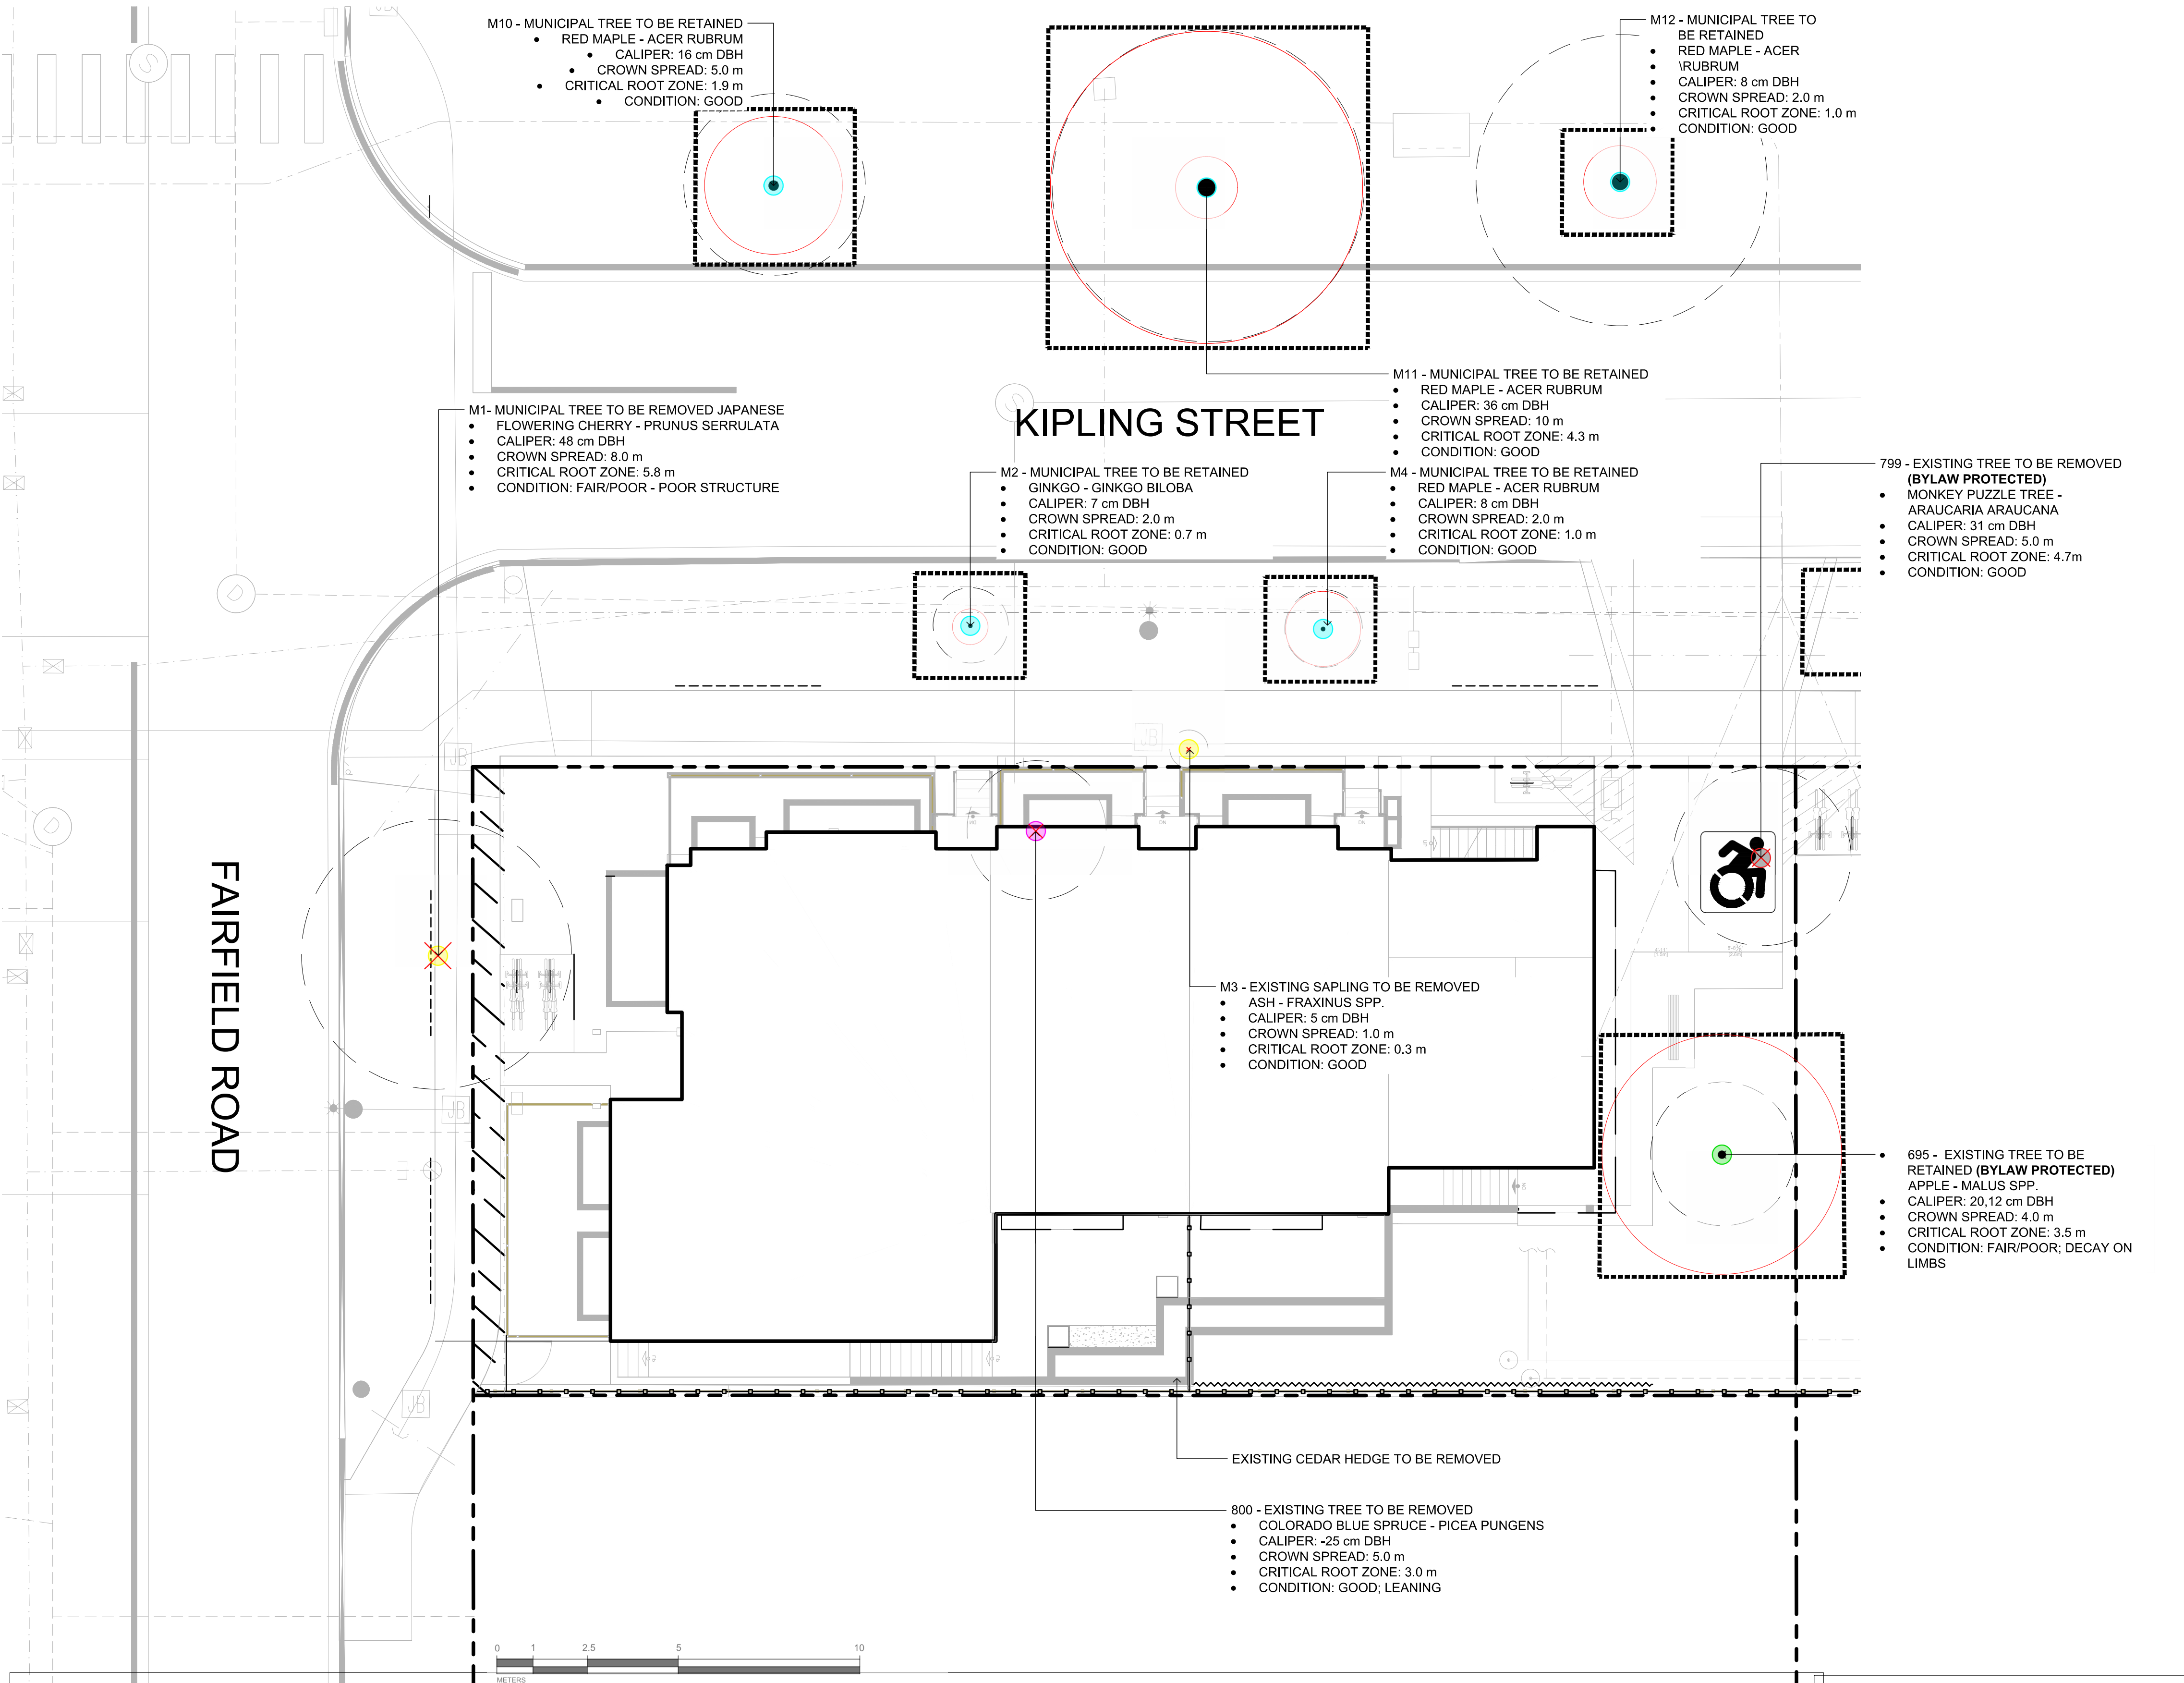 M10 - MUNICIPAL TREE TO BE RETAINED
• RED MAPLE - ACER RUBRUM
• CALIPER: 16 cm DBH
• CROWN SPREAD: 5.0 m
• CRITICAL ROOT ZONE: 1.9 m
• CONDITION: GOOD
M12 - MUNICIPAL TREE TO
BE RETAINED
• RED MAPLE - ACER
• \RUBRUM
• CALIPER: 8 cm DBH
• CROWN SPREAD: 2.0 m
• CRITICAL ROOT ZONE: 1.0 m
• CONDITION: GOOD
S
M11 - MUNICIPAL TREE TO BE RETAINED
• RED MAPLE - ACER RUBRUM
• CALIPER: 36 cm DBH
• CROWN SPREAD: 10 m
• CRITICAL ROOT ZONE: 4.3 m
• CONDITION: GOOD
S
KIPLING STREET
M1- MUNICIPAL TREE TO BE REMOVED JAPANESE
• FLOWERING CHERRY - PRUNUS SERRULATA
• CALIPER: 48 cm DBH
• CROWN SPREAD: 8.0 m
• CRITICAL ROOT ZONE: 5.8 m
• CONDITION: FAIR/POOR - POOR STRUCTURE
M2 - MUNICIPAL TREE TO BE RETAINED
• GINKGO - GINKGO BILOBA
• CALIPER: 7 cm DBH
• CROWN SPREAD: 2.0 m
• CRITICAL ROOT ZONE: 0.7 m
• CONDITION: GOOD
M4 - MUNICIPAL TREE TO BE RETAINED
• RED MAPLE - ACER RUBRUM
• CALIPER: 8 cm DBH
• CROWN SPREAD: 2.0 m
• CRITICAL ROOT ZONE: 1.0 m
• CONDITION: GOOD
799 - EXISTING TREE TO BE REMOVED
(BYLAW PROTECTED)
• MONKEY PUZZLE TREE -
ARAUCARIA ARAUCANA
• CALIPER: 31 cm DBH
• CROWN SPREAD: 5.0 m
• CRITICAL ROOT ZONE: 4.7m
• CONDITION: GOOD
D
D
JB
JB
DN
DN
FAIRFIELD ROAD
M3 - EXISTING SAPLING TO BE REMOVED
• ASH - FRAXINUS SPP.
• CALIPER: 5 cm DBH
• CROWN SPREAD: 1.0 m
• CRITICAL ROOT ZONE: 0.3 m
• CONDITION: GOOD
JB
• 695 - EXISTING TREE TO BE
RETAINED (BYLAW PROTECTED)
APPLE - MALUS SPP.
• CALIPER: 20,12 cm DBH
• CROWN SPREAD: 4.0 m
• CRITICAL ROOT ZONE: 3.5 m
• CONDITION: FAIR/POOR; DECAY ON
LIMBS
JB
EXISTING CEDAR HEDGE TO BE REMOVED
800 - EXISTING TREE TO BE REMOVED
• COLORADO BLUE SPRUCE - PICEA PUNGENS
• CALIPER: -25 cm DBH
• CROWN SPREAD: 5.0 m
• CRITICAL ROOT ZONE: 3.0 m
• CONDITION: GOOD; LEANING
0 1 2.5 5 10
METERS